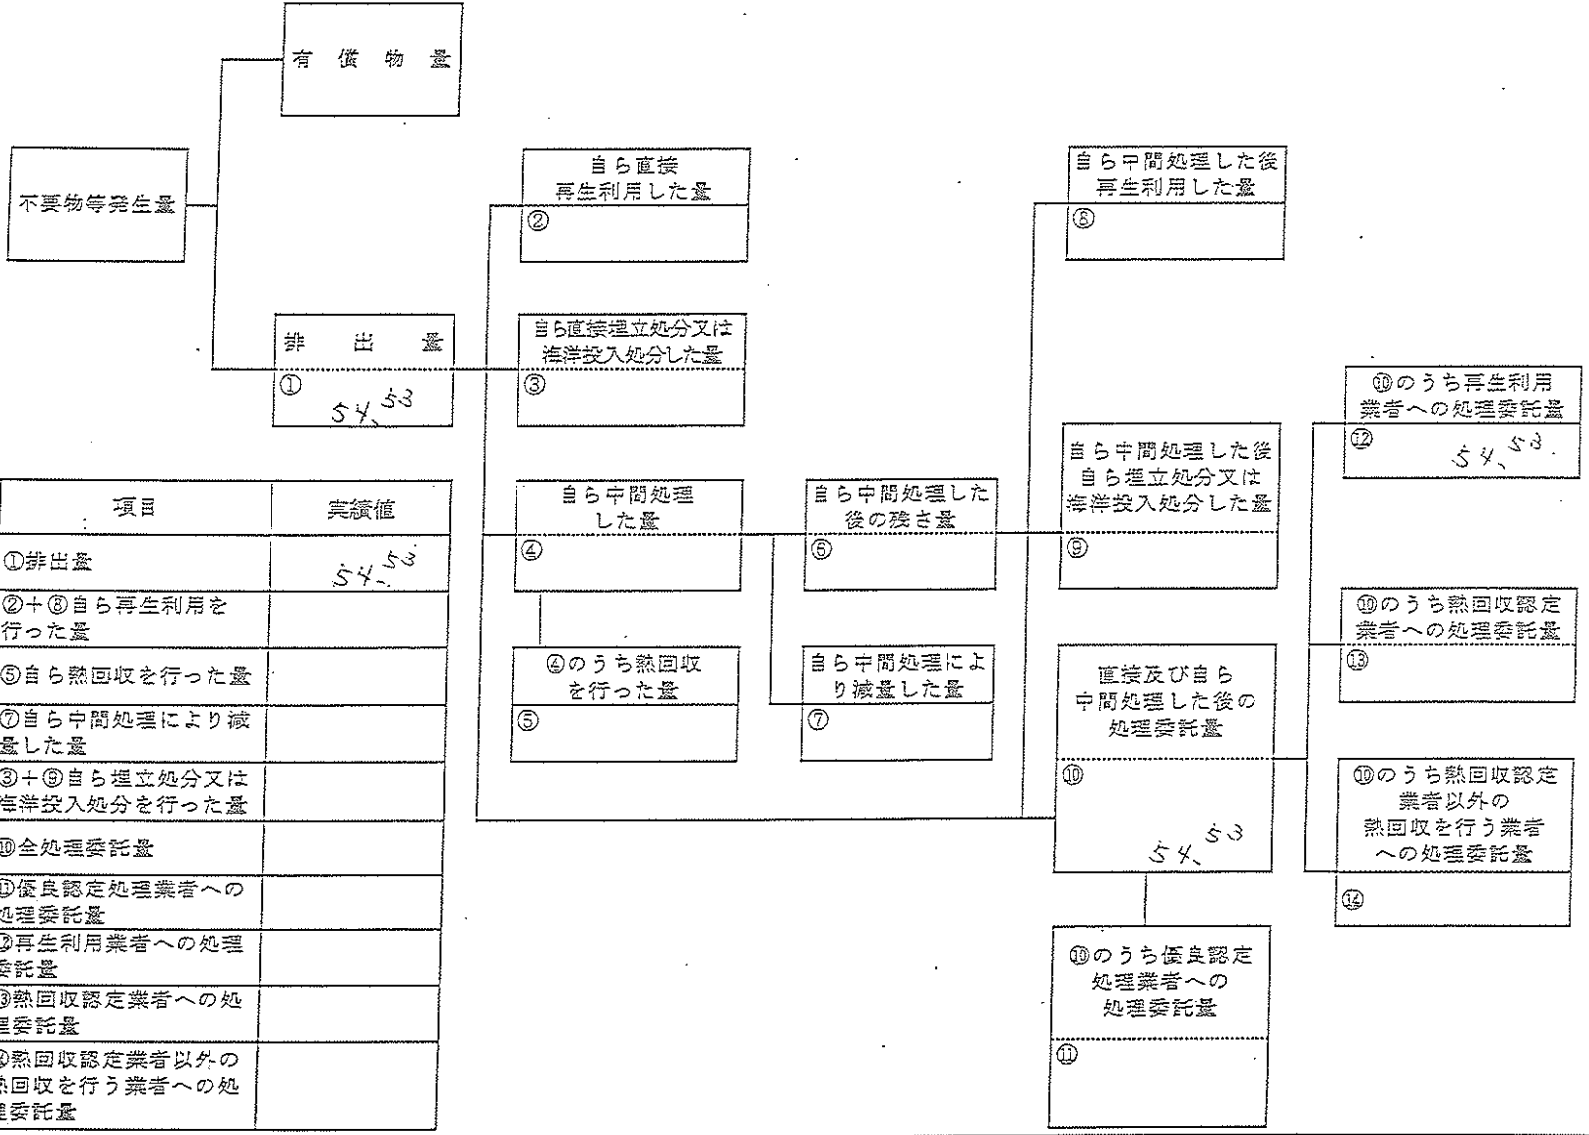 有償物量
不要物等発生量
自ら直接
再生利用した量
②
自ら中間処理した後
再生利用した量
⑧
排出量
①
54.53
自ら直接埋立処分又は
海洋投入処分した量
③
⑩のうち再生利用
業者への処理委託量
⑫
54.53
自ら中間処理
した量
④
自ら中間処理した
後の残さ量
⑥
自ら中間処理した後
自ら埋立処分又は
海洋投入処分した量
⑨
⑩のうち熱回収認定
業者への処理委託量
⑬
④のうち熱回収
を行った量
⑤
自ら中間処理によ
り減量した量
⑦
直接及び自ら
中間処理した後の
処理委託量
⑩
54.53
⑩のうち熱回収認定
業者以外の
熱回収を行う業者
への処理委託量
⑭
⑩のうち優良認定
処理業者への
処理委託量
⑪
項目 実績値
①排出量 54.53
②+⑧自ら再生利用を
行った量
⑤自ら熱回収を行った量
⑦自ら中間処理により減
量した量
③+⑨自ら埋立処分又は
海洋投入処分を行った量
⑩全処理委託量
⑪優良認定処理業者への
処理委託量
⑫再生利用業者への処理
委託量
⑬熱回収認定業者への処
理委託量
⑭熱回収認定業者以外の
熱回収を行う業者への処
理委託量